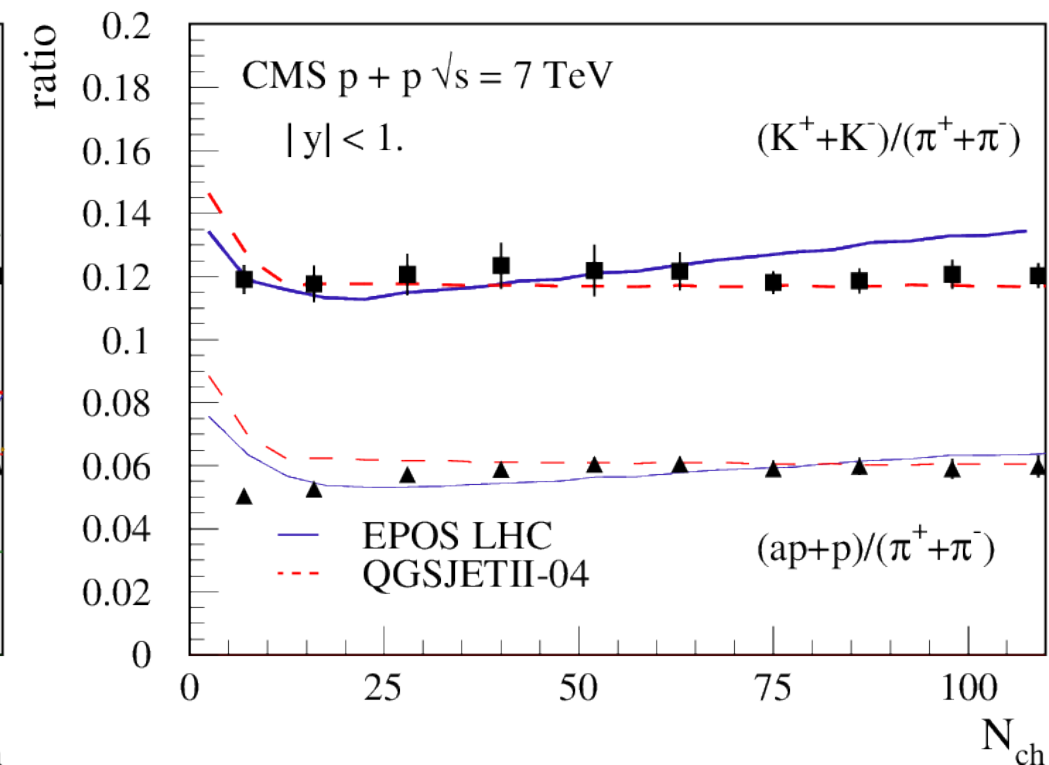 ratio
0.2
0.18
0.16
0.14
0.12
0.1
0.08
0.06
0.04
0.02
0
CMS p + p √s = 7 TeV
| y| < 1.
(K⁺+K⁻)/(π⁺+π⁻)
EPOS LHC
QGSJETII-04
(ap+p)/(π⁺+π⁻)
0 25 50 75 100
N_ch